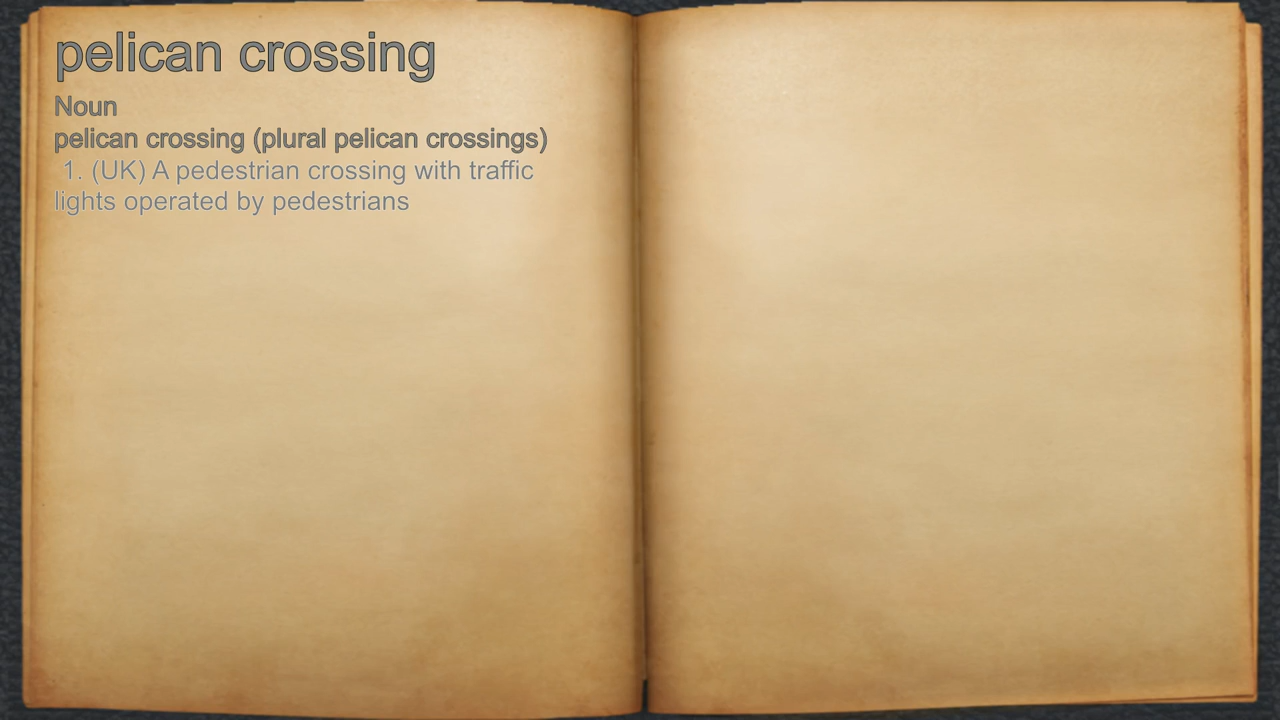 pelican crossing
Noun
pelican crossing (plural pelican crossings)
1. (UK) A pedestrian crossing with traffic
lights operated by pedestrians